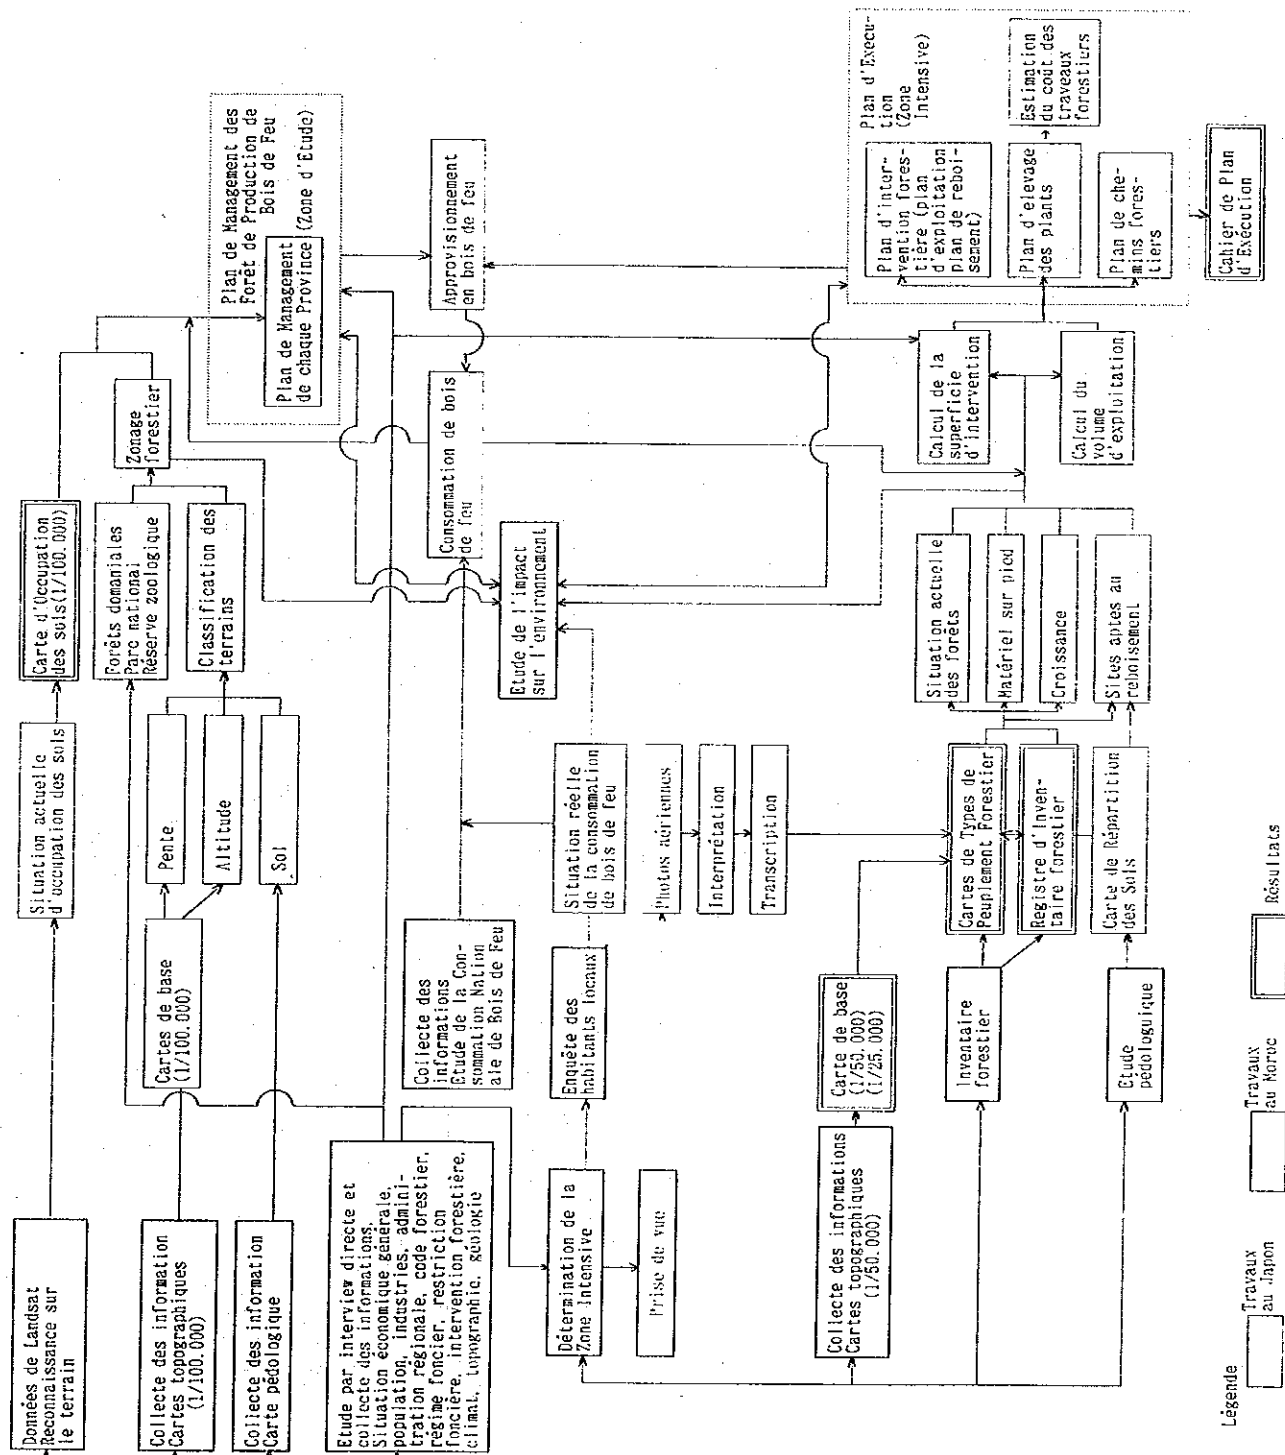 Données de Landsat
Reconnaissance sur
le terrain
Situation actuelle
d'occupation des sols
Carte d'Occupation
des sols(1/100.000)
Collecte des information
Cartes topographiques
(1/100.000)
Cartes de base
(1/100.000)
Pente
Altitude
Sol
Collecte des information
Carte pédologique
Forêts domaniales
Parc national
Réserve zoologique
Classification des
terrains
Zonage
forestier
Plan de Management des
Forêt de Production de
Bois de Feu
Plan de Management
de chaque Province
(Zone d'Etude)
Etude par interview directe et
collecte des informations,
Situation économique générale,
population, industries, admini-
tration régionale, code forestier,
régime foncier, restriction
foncière, intervention forestière,
climat, topographie, géologie
Collecte des
informations
Etude de la Con-
sommation Nation
ale de Bois de Feu
Consommation de bois
de feu
Approvisionnement
en bois de feu
Etude de l'impact
sur l'environnement
Détermination de la
Zone Intensive
Enquête des
habitants locaux
Situation réelle
de la consommation
de bois de feu
Prise de vue
Photos aériennes
Interprétation
Transcription
Collecte des informations
Cartes topographiques
(1/50.000)
Carte de base
(1/50.000)
(1/25.000)
Cartes de Types de
Peuplement Forestier
Inventaire
forestier
Registre d'Inven-
taire forestier
Etude
pédologuique
Carte de Répartition
des Sols
Situation actuelle
des forêts
Matériel sur pied
Croissance
Sites aptes au
reboisement
Calcul de la
superficie
d'intervention
Calcul du
volume
d'exploitation
Plan d'Execu-
tion
(Zone
Intensive)
Plan d'inter-
vention fores-
tière (plan
d'exploitation
plan de reboi-
sement)
Plan d'elevage
des plants
Plan de che-
mins fores-
tiers
Estimation
du coût des
traveaux
forestiers
Cahier de Plan
d'Exécution
Légende
Travaux
au Japon
Travaux
au Moroc
Résultats